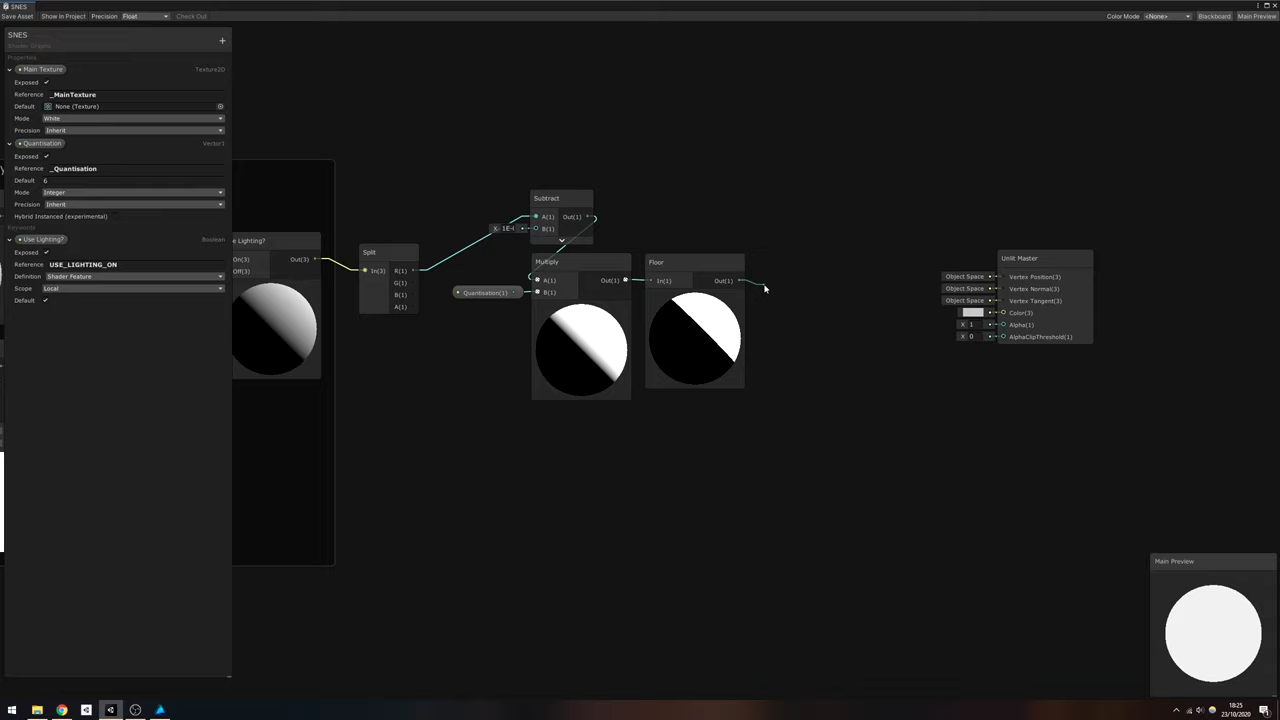 SNES
Save Asset Show In Project Precision Float Check Out Color Mode <None> Blackboard Main Preview
SNES
Shader Graphs
Properties
Main Texture Texture2D
Exposed
Reference _MainTexture
Default None (Texture)
Mode White
Precision Inherit
Quantisation Vector1
Exposed
Reference _Quantisation
Default 6
Mode Integer
Precision Inherit
Hybrid Instanced (experimental)
Keywords
Use Lighting? Boolean
Exposed
Reference USE_LIGHTING_ON
Definition Shader Feature
Scope Local
Default
e Lighting?
On(3) Out(3)
Off(3)
Split
In(3) R(1)
G(1)
B(1)
A(1)
Subtract
A(1) Out(1)
X 1E-( B(1)
Multiply
A(1) Out(1)
Quantisation(1) B(1)
Floor
In(1) Out(1)
Unlit Master
Object Space Vertex Position(3)
Object Space Vertex Normal(3)
Object Space Vertex Tangent(3)
Color(3)
X 1 Alpha(1)
X 0 AlphaClipThreshold(1)
Main Preview
18:25
23/10/2020